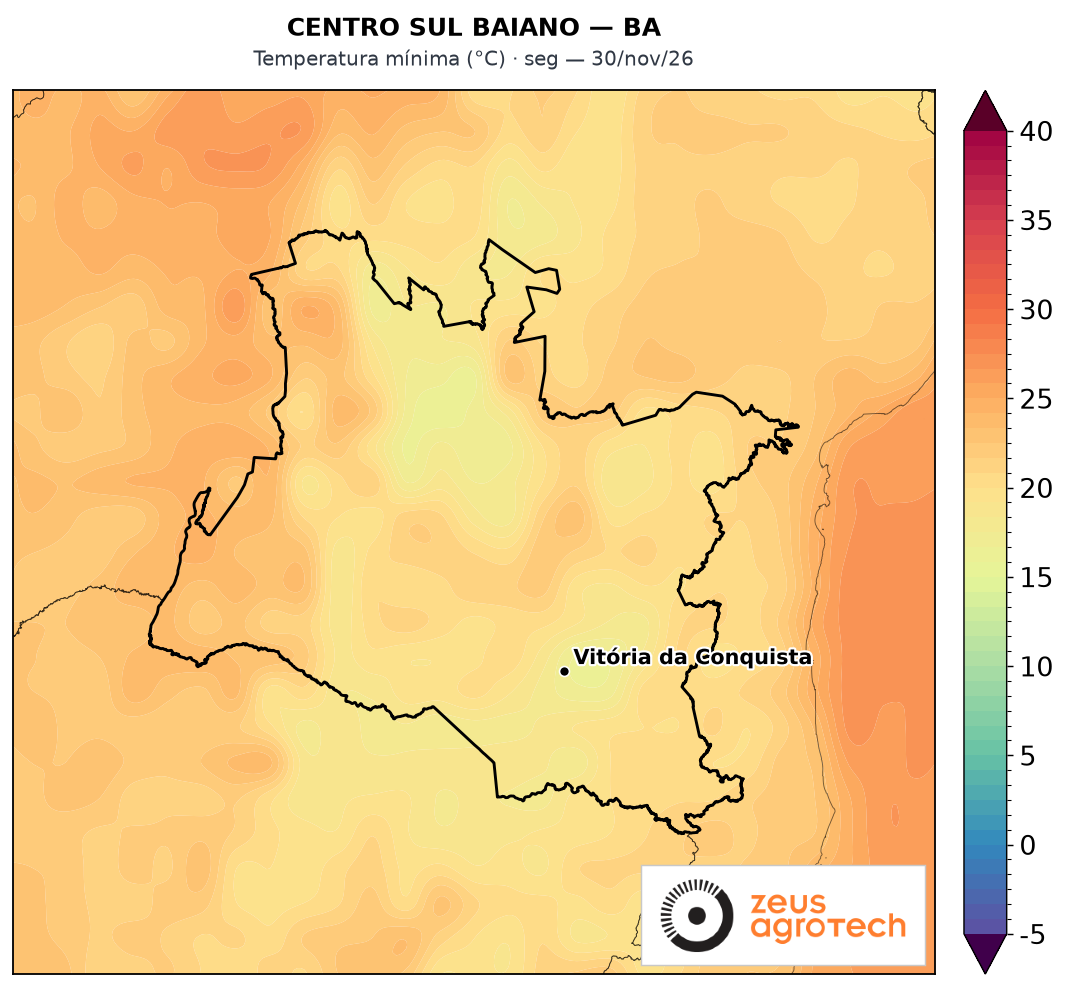 CENTRO SUL BAIANO — BA
Temperatura mínima (°C) · seg — 30/nov/26
40
35
30
25
20
15
10
5
0
-5
Vitória da Conquista
zeus
agrotech